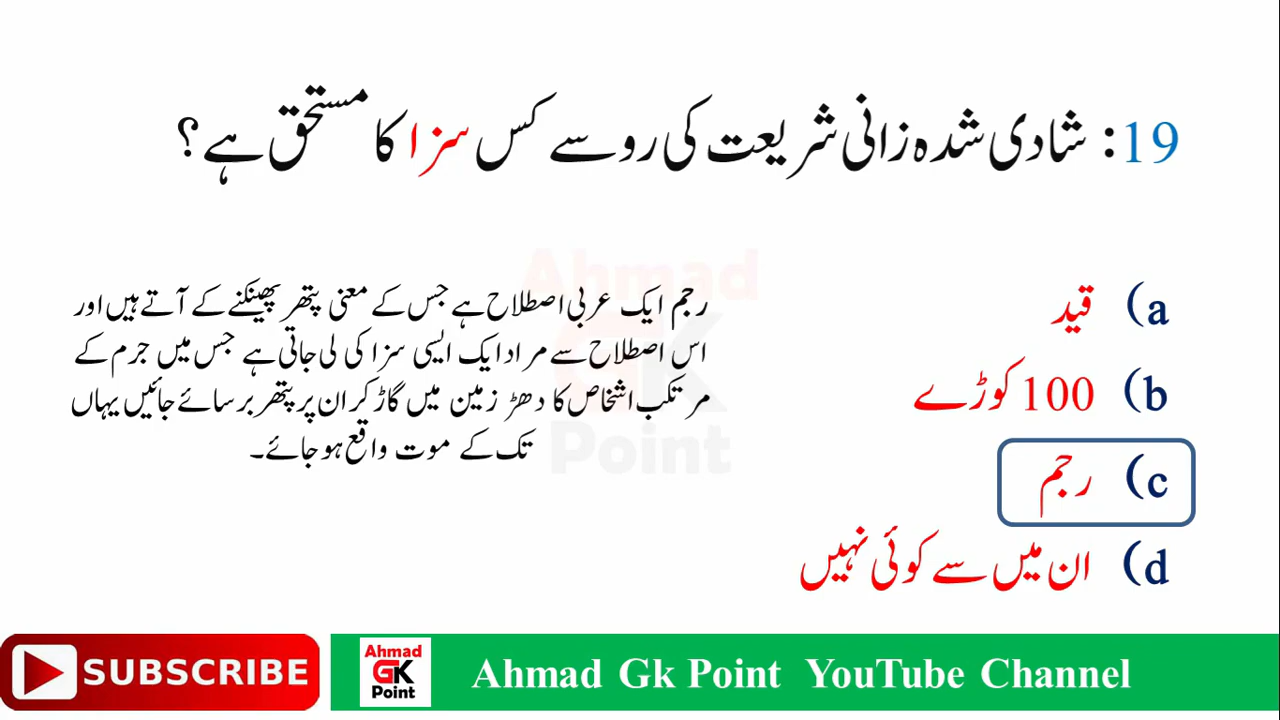 19: شادی شدہ زانی شریعت کی رو سے کس سزا کا مستحق ہے؟
a) قید
b) 100 کوڑے
c) رجم
d) ان میں سے کوئی نہیں
رجم ایک عربی اصطلاح ہے جس کے معنی پتھر پھینکنے کے آتے ہیں اور
اس اصطلاح سے مراد ایک ایسی سزا کی لی جاتی ہے جس میں جرم کے
مرتکب اشخاص کا دھڑ زمین میں گاڑ کر ان پر پتھر برسائے جائیں یہاں
تک کے موت واقع ہو جائے۔
Ahmad
GK
Point
SUBSCRIBE
Ahmad
GK
Point
Ahmad Gk Point YouTube Channel